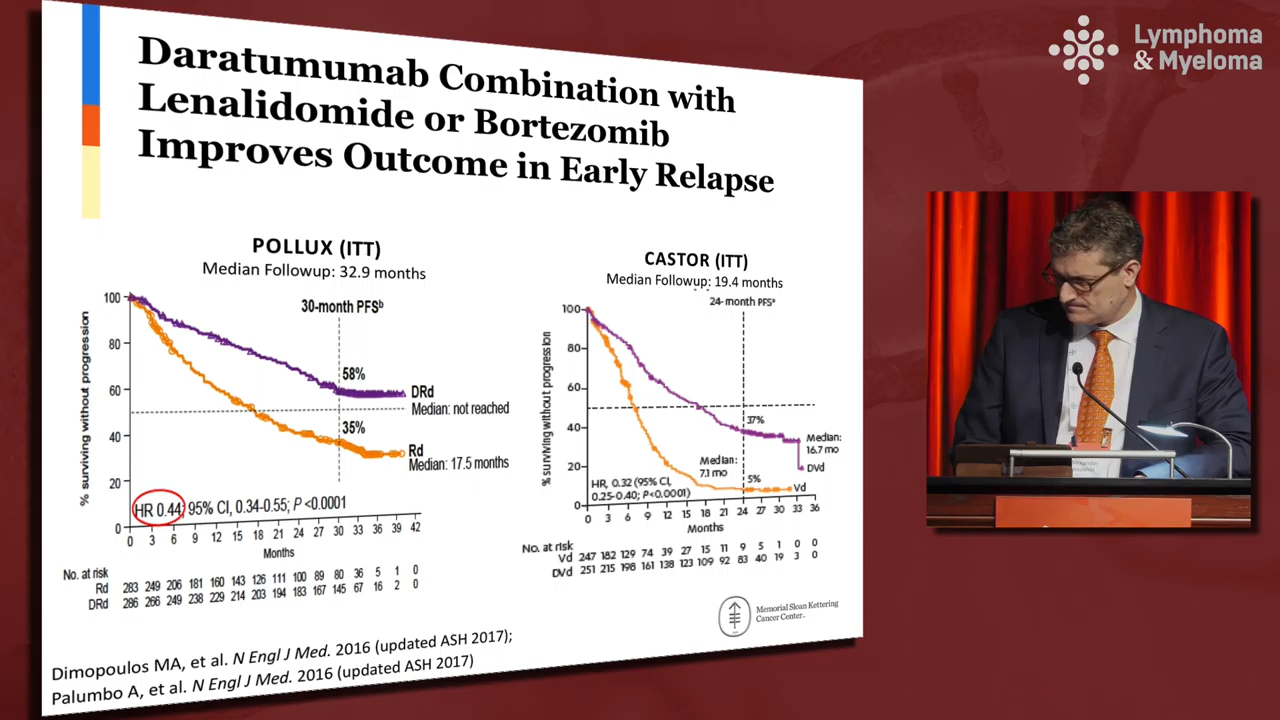 Lymphoma
& Myeloma
Daratumumab Combination with
Lenalidomide or Bortezomib
Improves Outcome in Early Relapse
POLLUX (ITT)
Median Followup: 32.9 months
% surviving without progression
100
80
60
40
20
0
30-month PFSᵇ
58%
35%
DRd
Median: not reached
Rd
Median: 17.5 months
HR 0.44; 95% CI, 0.34-0.55; P <0.0001
0 3 6 9 12 15 18 21 24 27 30 33 36 39 42
Months
No. at risk
Rd 283 249 206 181 160 143 126 111 100 89 80 36 5 1 0
DRd 286 266 249 238 229 214 203 194 183 167 145 67 16 2 0
CASTOR (ITT)
Median Followup: 19.4 months
% surviving without progression
100
80
60
40
20
0
24-month PFSᵃ
37%
5%
Median:
16.7 mo
DVd
Median:
7.1 mo
Vd
HR, 0.32 (95% CI,
0.25-0.40; P<0.0001)
0 3 6 9 12 15 18 21 24 27 30 33 36
Months
No. at risk
Vd 247 182 129 74 39 27 15 11 9 5 1 0 0
DVd 251 215 198 161 138 123 109 92 83 40 19 3 0
Memorial Sloan Kettering
Cancer Center
Dimopoulos MA, et al. N Engl J Med. 2016 (updated ASH 2017);
Palumbo A, et al. N Engl J Med. 2016 (updated ASH 2017)